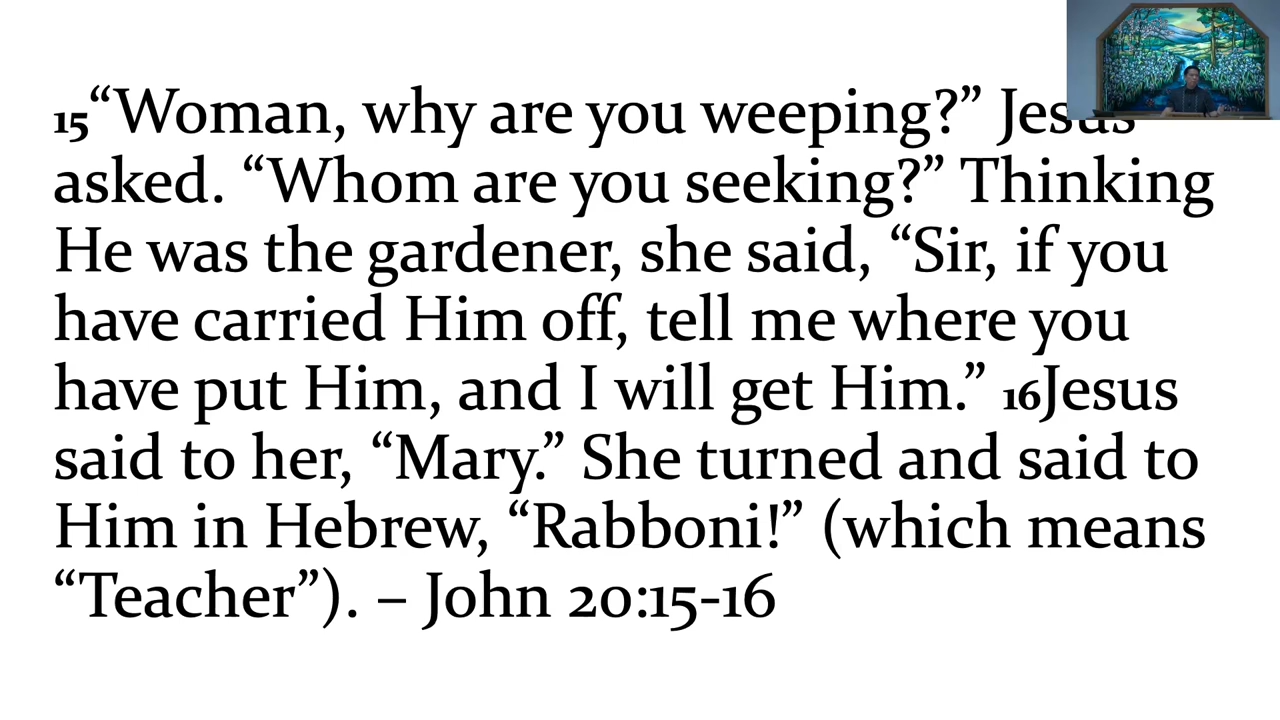 15“Woman, why are you weeping?” Jesus
asked. “Whom are you seeking?” Thinking
He was the gardener, she said, “Sir, if you
have carried Him off, tell me where you
have put Him, and I will get Him.” 16Jesus
said to her, “Mary.” She turned and said to
Him in Hebrew, “Rabboni!” (which means
“Teacher”). – John 20:15-16